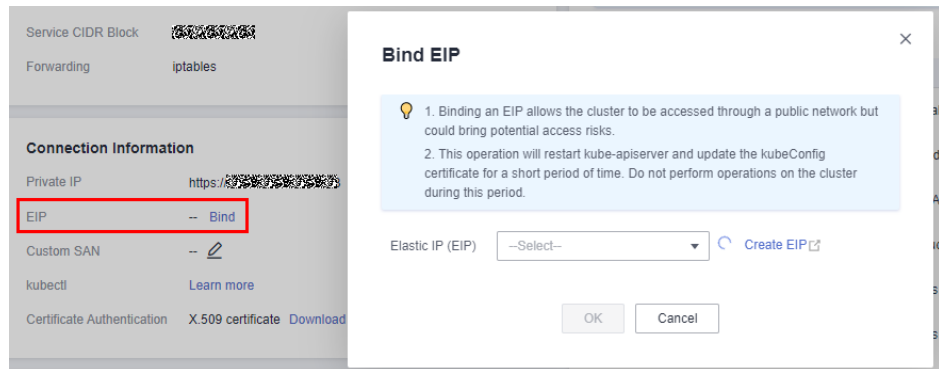 Service CIDR Block
Forwarding iptables
Connection Information
Private IP https:/
EIP -- Bind
Custom SAN --
kubectl Learn more
Certificate Authentication X.509 certificate Download
Bind EIP
1. Binding an EIP allows the cluster to be accessed through a public network but
could bring potential access risks.
2. This operation will restart kube-apiserver and update the kubeConfig
certificate for a short period of time. Do not perform operations on the cluster
during this period.
Elastic IP (EIP) --Select-- Create EIP
OK Cancel